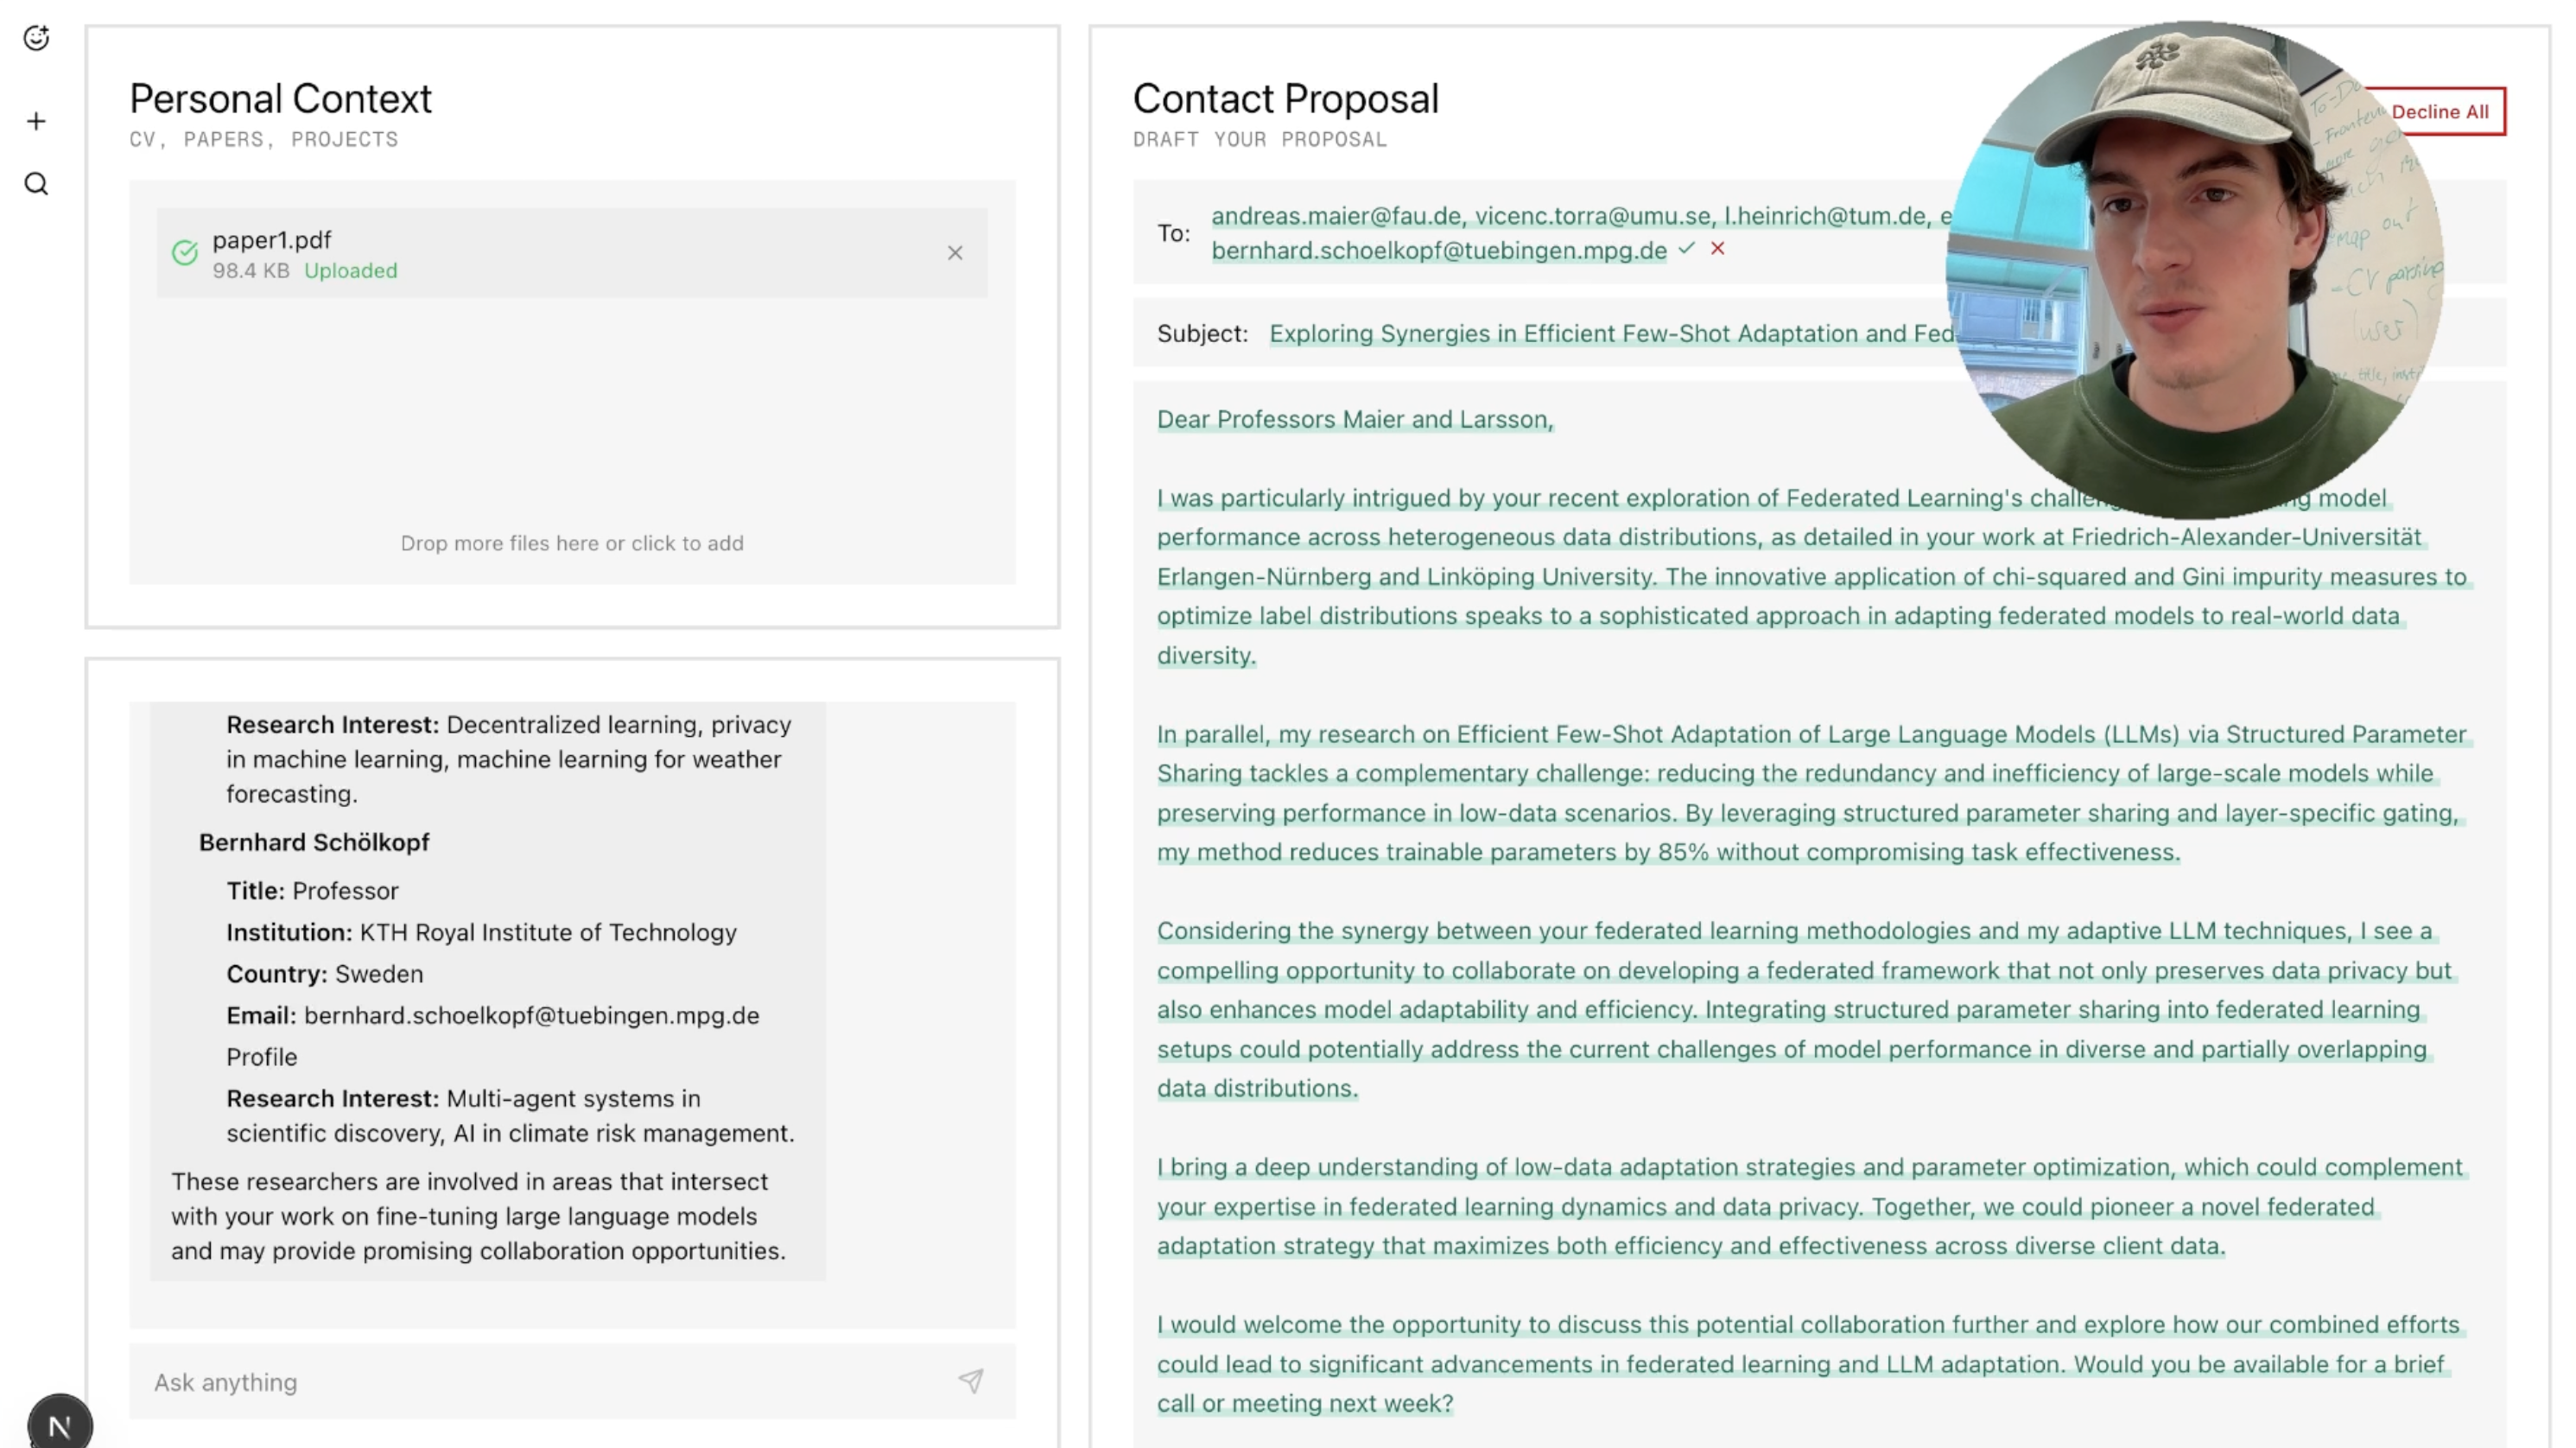 Personal Context
CV, PAPERS, PROJECTS
paper1.pdf
98.4 KB Uploaded
Drop more files here or click to add
Research Interest: Decentralized learning, privacy
in machine learning, machine learning for weather
forecasting.
Bernhard Schölkopf
Title: Professor
Institution: KTH Royal Institute of Technology
Country: Sweden
Email: bernhard.schoelkopf@tuebingen.mpg.de
Profile
Research Interest: Multi-agent systems in
scientific discovery, AI in climate risk management.
These researchers are involved in areas that intersect
with your work on fine-tuning large language models
and may provide promising collaboration opportunities.
Ask anything
N
Contact Proposal
DRAFT YOUR PROPOSAL
Decline All
To: andreas.maier@fau.de, vicenc.torra@umu.se, l.heinrich@tum.de, e
bernhard.schoelkopf@tuebingen.mpg.de
Subject: Exploring Synergies in Efficient Few-Shot Adaptation and Fed
Dear Professors Maier and Larsson,
I was particularly intrigued by your recent exploration of Federated Learning's model
performance across heterogeneous data distributions, as detailed in your work at Friedrich-Alexander-Universität
Erlangen-Nürnberg and Linköping University. The innovative application of chi-squared and Gini impurity measures to
optimize label distributions speaks to a sophisticated approach in adapting federated models to real-world data
diversity.
In parallel, my research on Efficient Few-Shot Adaptation of Large Language Models (LLMs) via Structured Parameter
Sharing tackles a complementary challenge: reducing the redundancy and inefficiency of large-scale models while
preserving performance in low-data scenarios. By leveraging structured parameter sharing and layer-specific gating,
my method reduces trainable parameters by 85% without compromising task effectiveness.
Considering the synergy between your federated learning methodologies and my adaptive LLM techniques, I see a
compelling opportunity to collaborate on developing a federated framework that not only preserves data privacy but
also enhances model adaptability and efficiency. Integrating structured parameter sharing into federated learning
setups could potentially address the current challenges of model performance in diverse and partially overlapping
data distributions.
I bring a deep understanding of low-data adaptation strategies and parameter optimization, which could complement
your expertise in federated learning dynamics and data privacy. Together, we could pioneer a novel federated
adaptation strategy that maximizes both efficiency and effectiveness across diverse client data.
I would welcome the opportunity to discuss this potential collaboration further and explore how our combined efforts
could lead to significant advancements in federated learning and LLM adaptation. Would you be available for a brief
call or meeting next week?
To-Do
- Frontend
more
map out
- CV parsing
(user)
title, insti